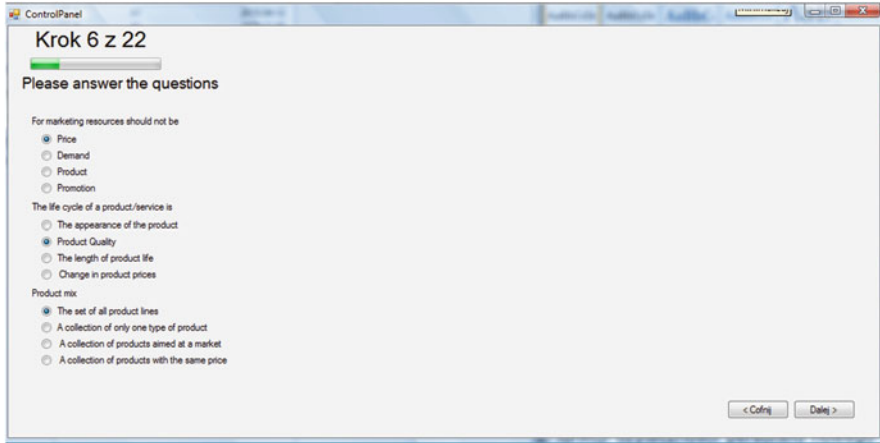 ControlPanel
Krok 6 z 22
Please answer the questions
For marketing resources should not be
Price
Demand
Product
Promotion
The life cycle of a product/service is
The appearance of the product
Product Quality
The length of product life
Change in product prices
Product mix
The set of all product lines
A collection of only one type of product
A collection of products aimed at a market
A collection of products with the same price
< Cofnij
Dalej >